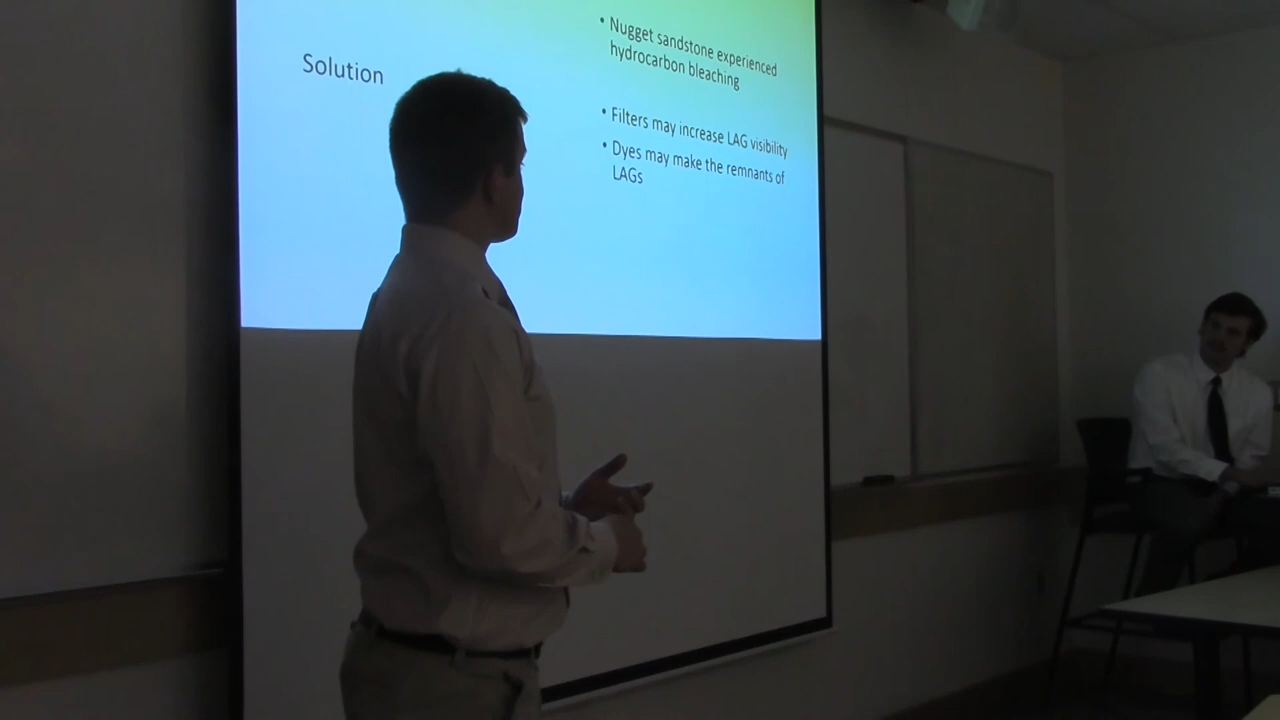 Solution
• Nugget sandstone experienced
hydrocarbon bleaching
• Filters may increase LAG visibility
• Dyes may make the remnants of
LAGs